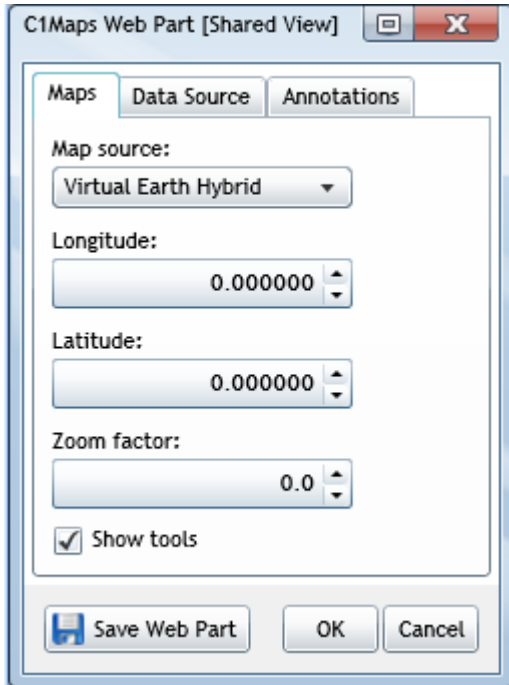 C1Maps Web Part [Shared View]
Maps Data Source Annotations
Map source:
Virtual Earth Hybrid
Longitude:
0.000000
Latitude:
0.000000
Zoom factor:
0.0
Show tools
Save Web Part OK Cancel